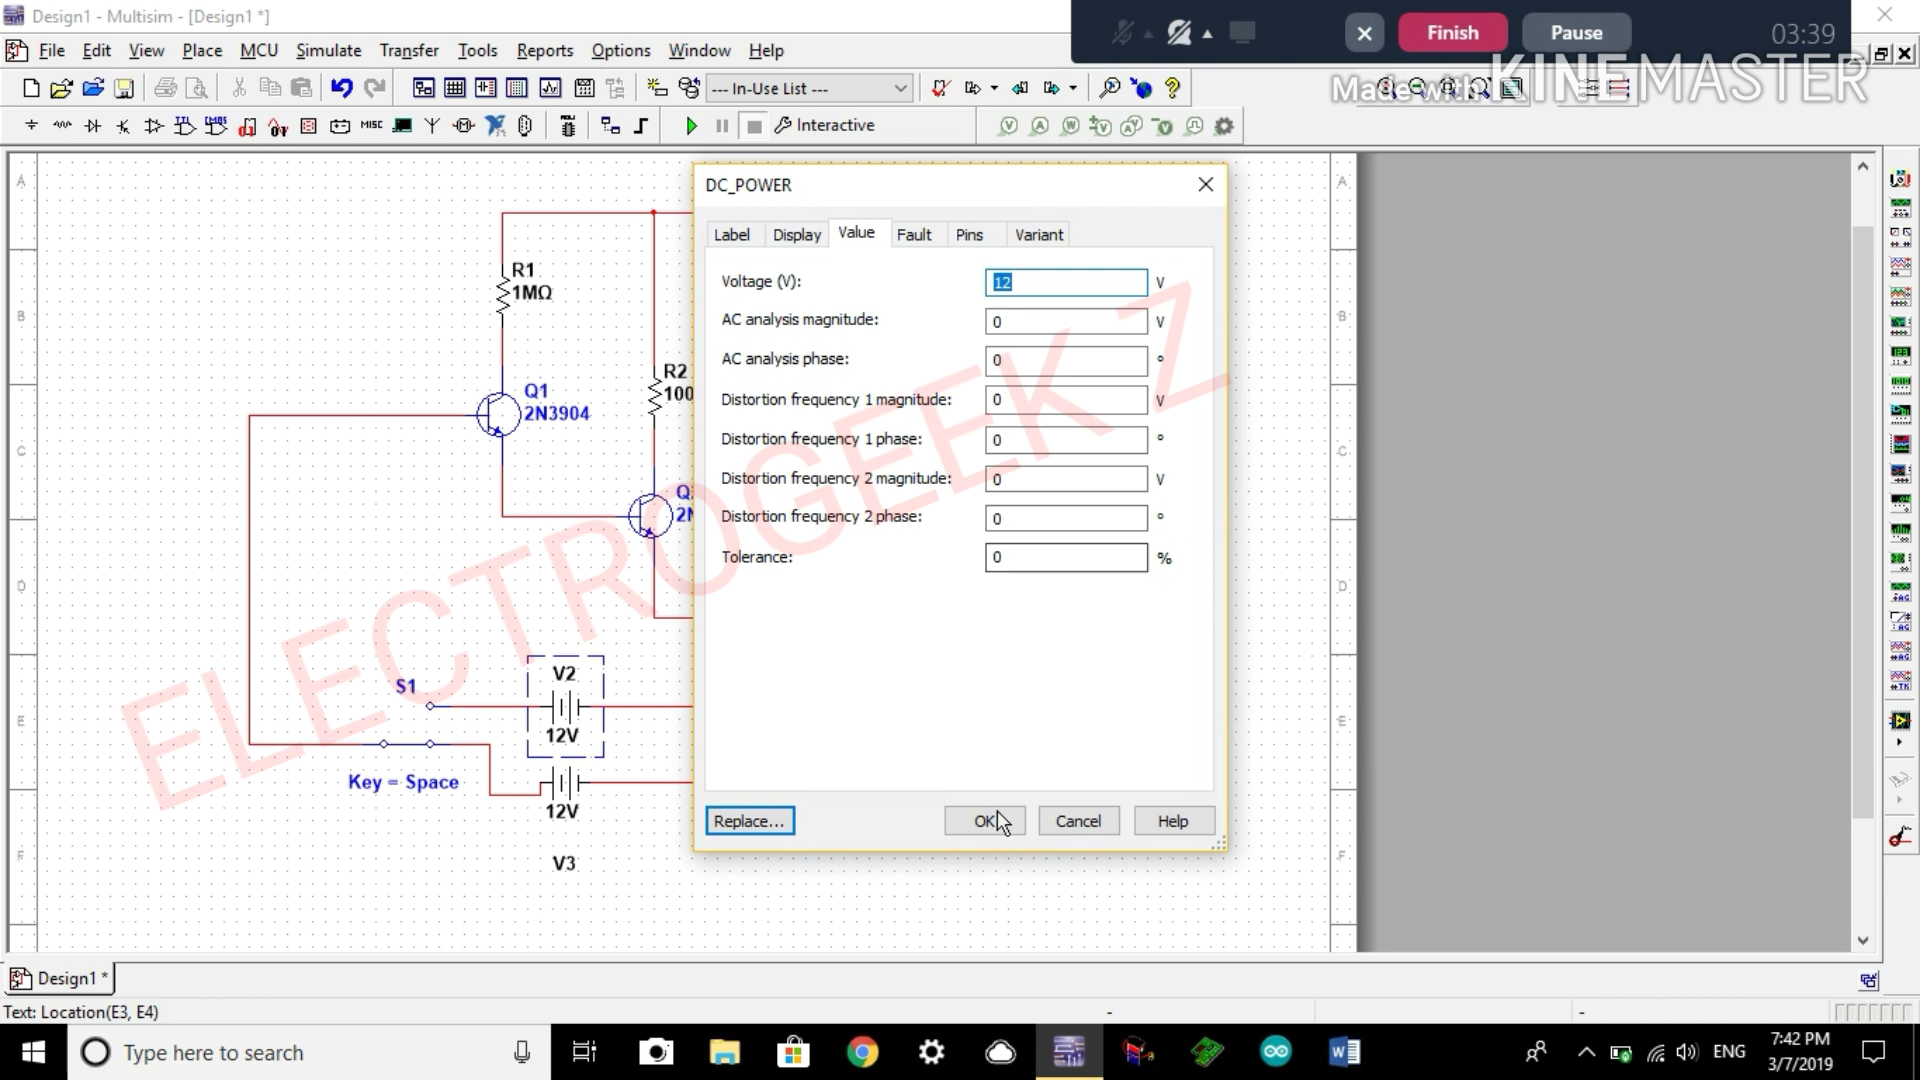 Design1 - Multisim - [Design1 *]
Finish
Pause
03:39
File Edit View Place MCU Simulate Transfer Tools Reports Options Window Help
Made with KINEMASTER
--- In-Use List ---
MISC
Interactive
DC_POWER
Label Display Value Fault Pins Variant
Voltage (V): 12 V
AC analysis magnitude: 0 V
AC analysis phase: 0 °
Distortion frequency 1 magnitude: 0 V
Distortion frequency 1 phase: 0 °
Distortion frequency 2 magnitude: 0 V
Distortion frequency 2 phase: 0 °
Tolerance: 0 %
Replace... OK Cancel Help
A A
B B
C C
D D
E E
F F
R1
1MΩ
Q1
2N3904
R2
100
V2
12V
S1
Key = Space
12V
V3
ELECTROGEEK Z
Design1 *
Text: Location(E3, E4)
- -
Type here to search
ENG
7:42 PM
3/7/2019